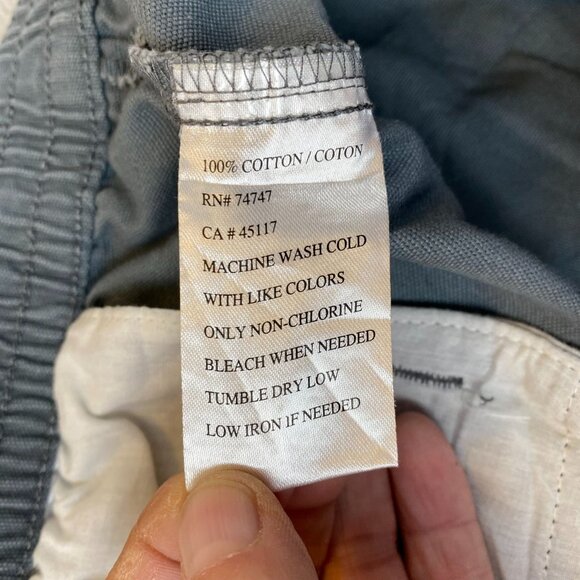 100% COTTON / COTON
RN# 74747
CA # 45117
MACHINE WASH COLD
WITH LIKE COLORS
ONLY NON-CHLORINE
BLEACH WHEN NEEDED
TUMBLE DRY LOW
LOW IRON IF NEEDED